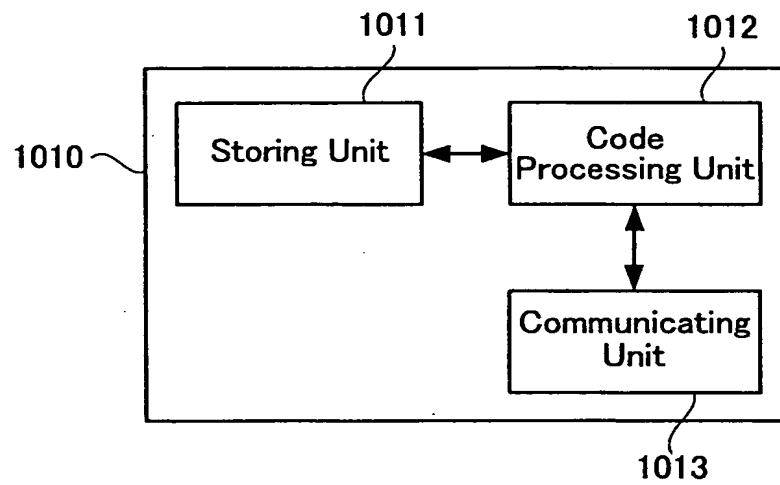 1011
1012
1010
Storing Unit
Code
Processing Unit
Communicating
Unit
1013